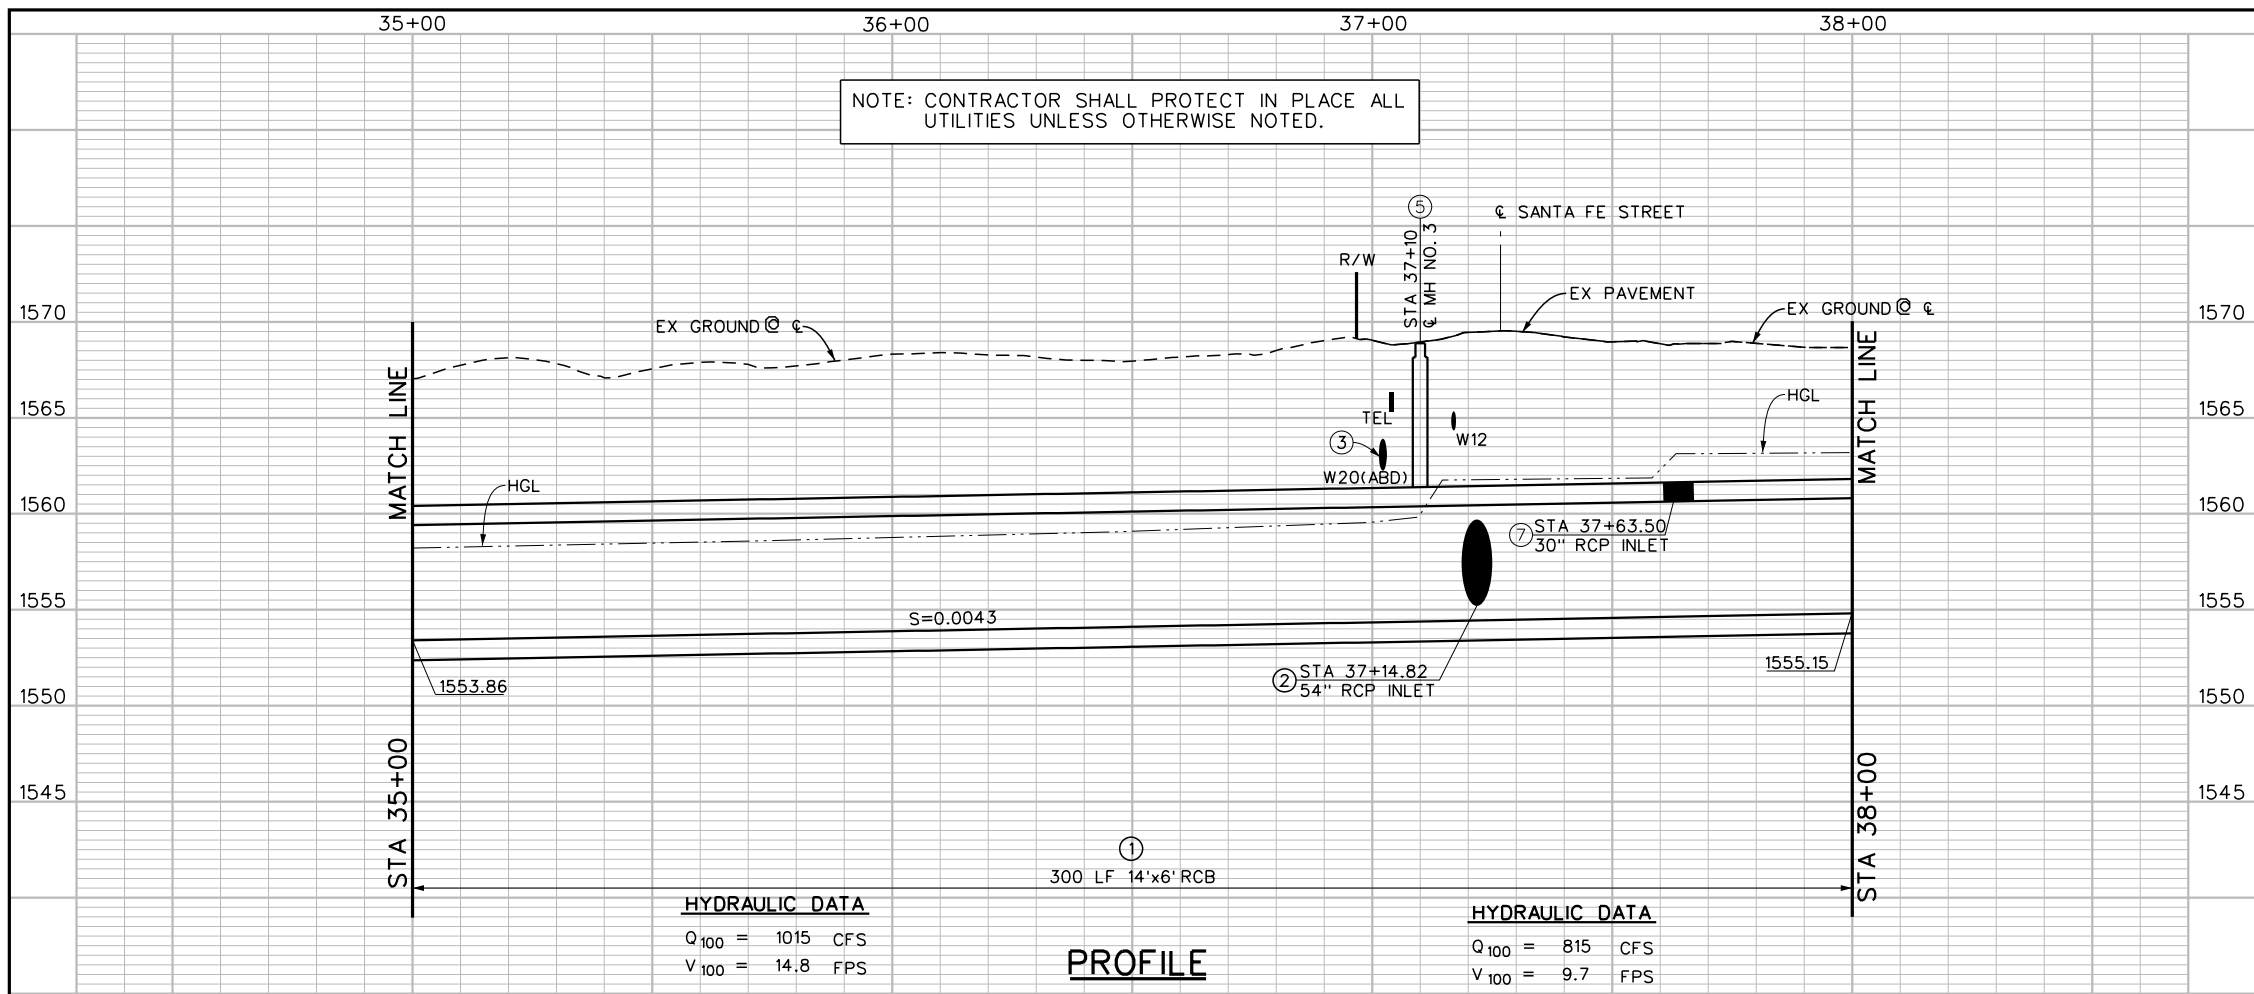 35+00 36+00 37+00 38+00
NOTE: CONTRACTOR SHALL PROTECT IN PLACE ALL
UTILITIES UNLESS OTHERWISE NOTED.
5
STA 37+10
℄ MH NO. 3
℄ SANTA FE STREET
R/W
EX PAVEMENT
EX GROUND @ ℄
EX GROUND @ ℄
1570 1570
MATCH LINE
MATCH LINE
HGL
1565 1565
TEL
W12
3
W20(ABD)
HGL
1560 1560
7 STA 37+63.50
30" RCP INLET
1555 1555
S=0.0043
1553.86
2 STA 37+14.82
54" RCP INLET
1555.15
1550 1550
STA 35+00
STA 38+00
1545 1545
1
300 LF 14'x6' RCB
HYDRAULIC DATA
Q100 = 1015 CFS
V100 = 14.8 FPS
PROFILE
HYDRAULIC DATA
Q100 = 815 CFS
V100 = 9.7 FPS